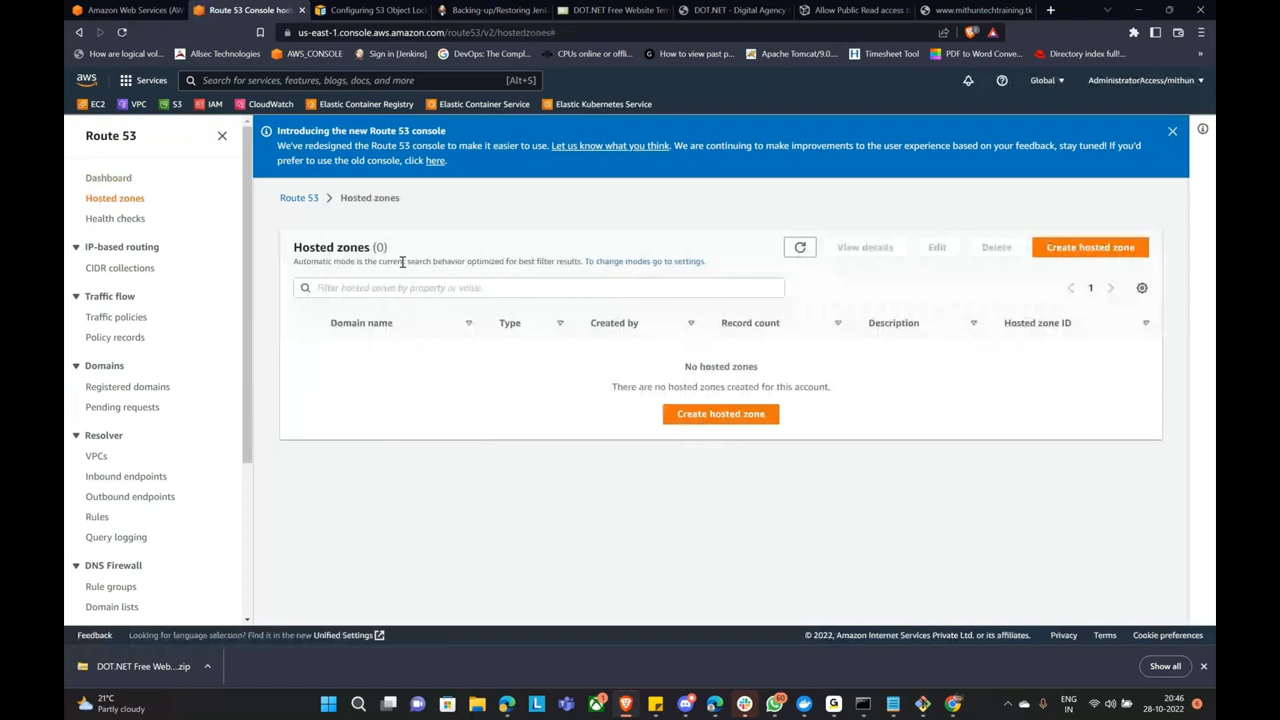 Amazon Web Services (AW
Route 53 Console hos
Configuring S3 Object Lock
Backing-up/Restoring Jen
DOT.NET Free Website Tem
DOT.NET - Digital Agency
Allow Public Read access t
www.mithuntechtraining.tk
us-east-1.console.aws.amazon.com/route53/v2/hostedzones#
How are logical vol...
Allsec Technologies
AWS_CONSOLE
Sign in [Jenkins]
DevOps: The Compl...
CPUs online or offli...
How to view past p...
Apache Tomcat/9.0....
Timesheet Tool
PDF to Word Conve...
Directory index full!...
aws
Services
Search for services, features, blogs, docs, and more
[Alt+S]
Global
AdministratorAccess/mithun
EC2
VPC
S3
IAM
CloudWatch
Elastic Container Registry
Elastic Container Service
Elastic Kubernetes Service
Route 53
Dashboard
Hosted zones
Health checks
IP-based routing
CIDR collections
Traffic flow
Traffic policies
Policy records
Domains
Registered domains
Pending requests
Resolver
VPCs
Inbound endpoints
Outbound endpoints
Rules
Query logging
DNS Firewall
Rule groups
Domain lists
Introducing the new Route 53 console
We've redesigned the Route 53 console to make it easier to use. Let us know what you think. We are continuing to make improvements to the user experience based on your feedback, stay tuned! If you'd
prefer to use the old console, click here.
Route 53 > Hosted zones
Hosted zones (0)
View details
Edit
Delete
Create hosted zone
Automatic mode is the current search behavior optimized for best filter results. To change modes go to settings.
Filter hosted zones by property or value
1
Domain name
Type
Created by
Record count
Description
Hosted zone ID
No hosted zones
There are no hosted zones created for this account.
Create hosted zone
Feedback
Looking for language selection? Find it in the new Unified Settings
© 2022, Amazon Internet Services Private Ltd. or its affiliates.
Privacy
Terms
Cookie preferences
DOT.NET Free Web....zip
Show all
21°C
Partly cloudy
ENG
IN
20:46
28-10-2022